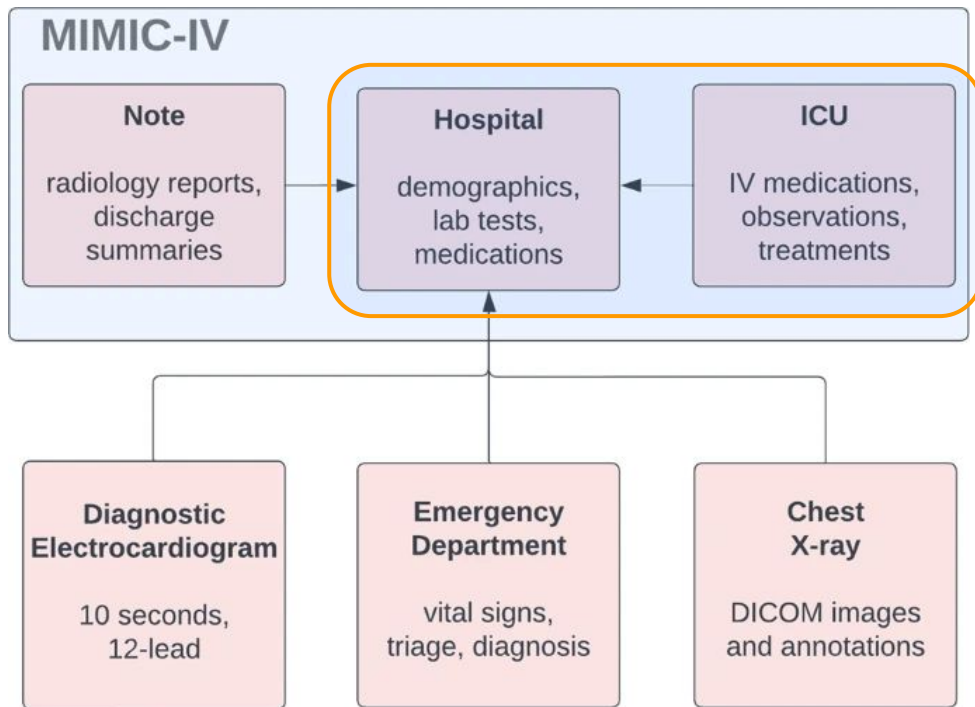 MIMIC-IV
Note
radiology reports,
discharge
summaries
Hospital
demographics,
lab tests,
medications
ICU
IV medications,
observations,
treatments
Diagnostic
Electrocardiogram
10 seconds,
12-lead
Emergency
Department
vital signs,
triage, diagnosis
Chest
X-ray
DICOM images
and annotations